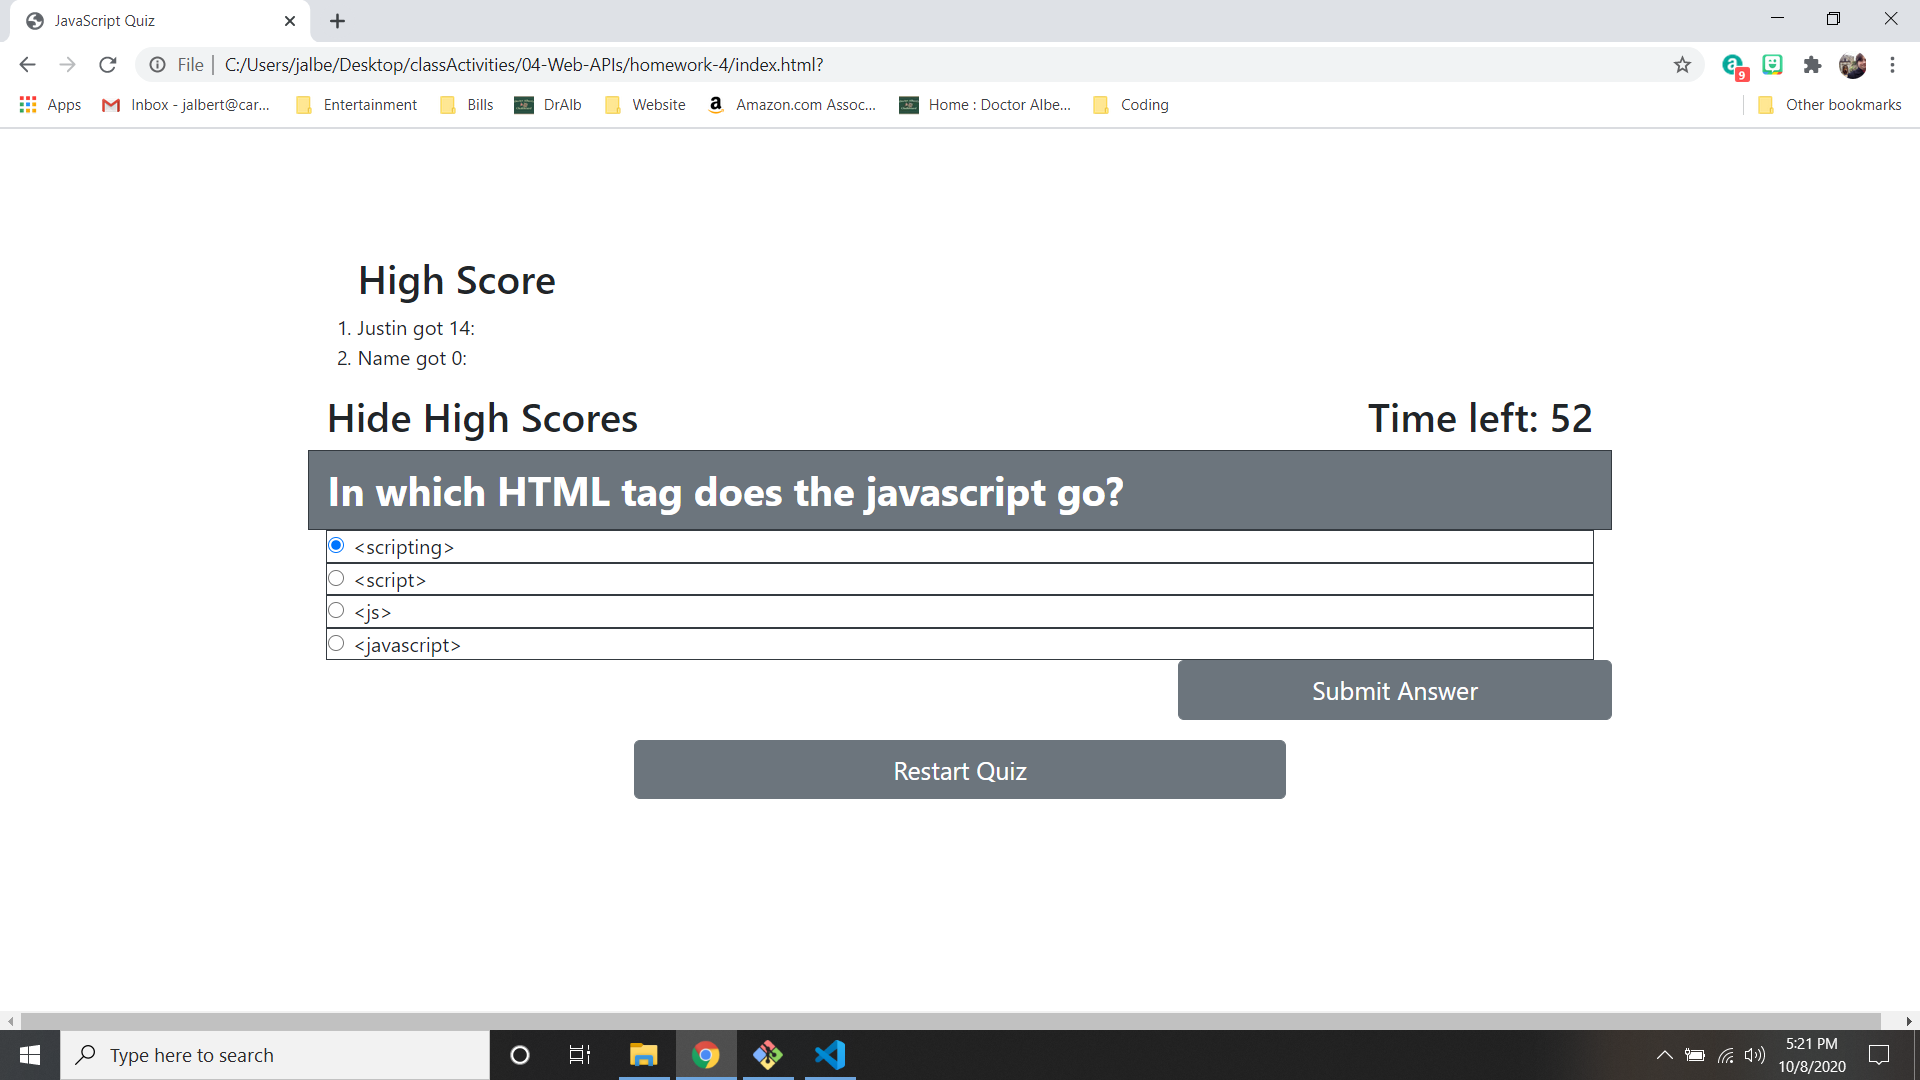 JavaScript Quiz
File | C:/Users/jalbe/Desktop/classActivities/04-Web-APIs/homework-4/index.html?
9
Apps Inbox - jalbert@car... Entertainment Bills DrAlb Website Amazon.com Assoc... Home : Doctor Albe... Coding Other bookmarks
High Score
1. Justin got 14:
2. Name got 0:
Hide High Scores Time left: 52
In which HTML tag does the javascript go?
<scripting>
<script>
<js>
<javascript>
Submit Answer
Restart Quiz
Type here to search
5:21 PM
10/8/2020